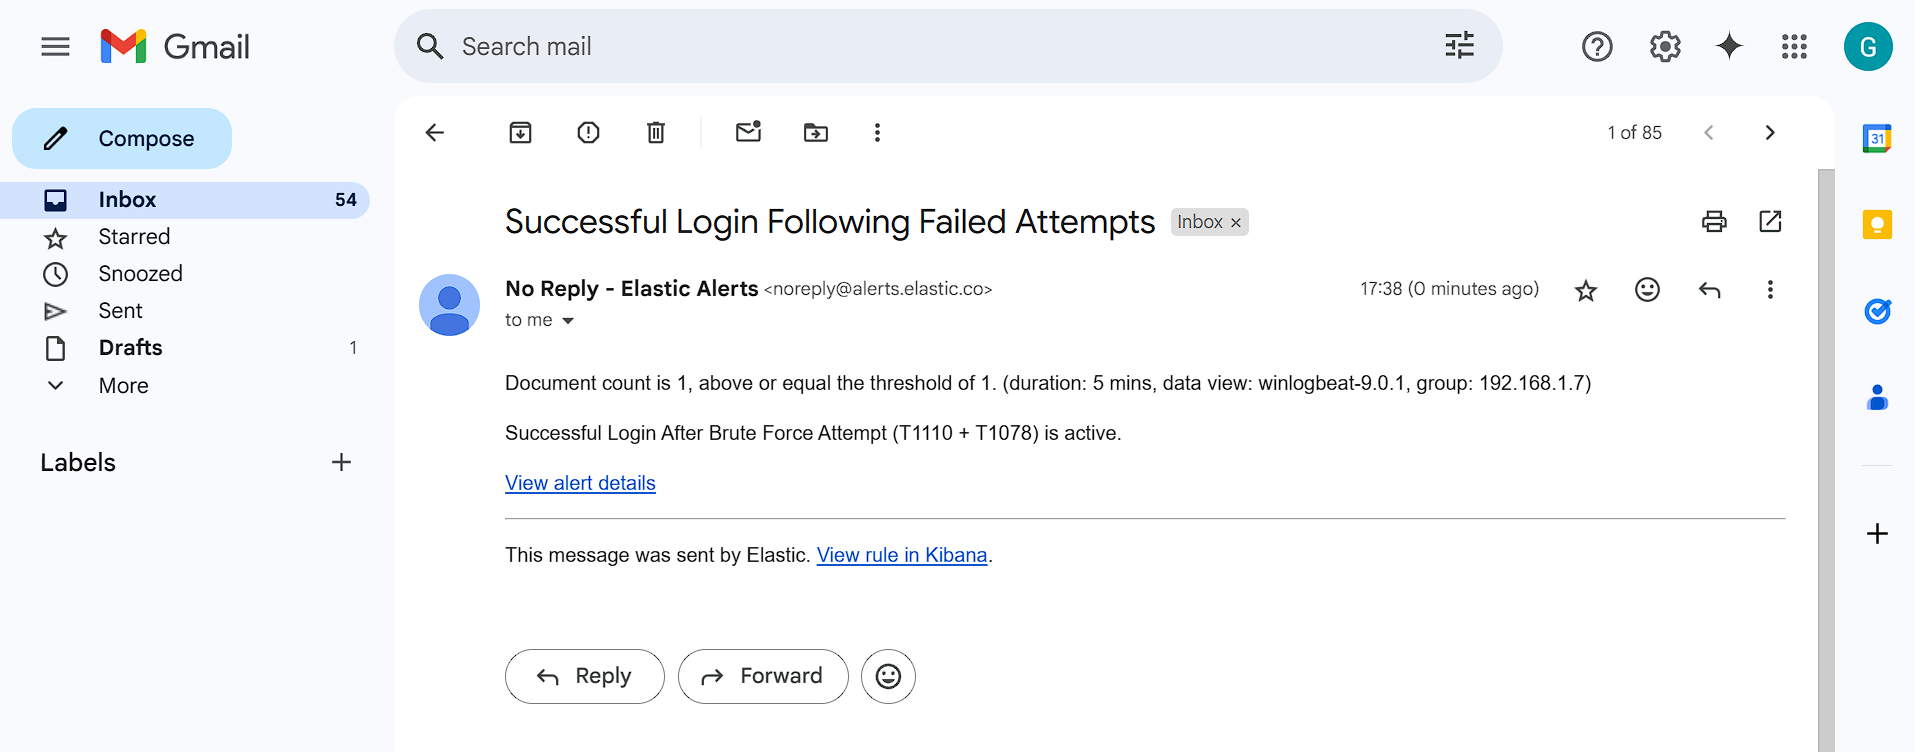 Gmail
Search mail
G
Compose
Inbox 54
Starred
Snoozed
Sent
Drafts 1
More
Labels
1 of 85
Successful Login Following Failed Attempts Inbox ×
No Reply - Elastic Alerts <noreply@alerts.elastic.co> 17:38 (0 minutes ago)
to me
Document count is 1, above or equal the threshold of 1. (duration: 5 mins, data view: winlogbeat-9.0.1, group: 192.168.1.7)
Successful Login After Brute Force Attempt (T1110 + T1078) is active.
View alert details
This message was sent by Elastic. View rule in Kibana.
Reply Forward
31